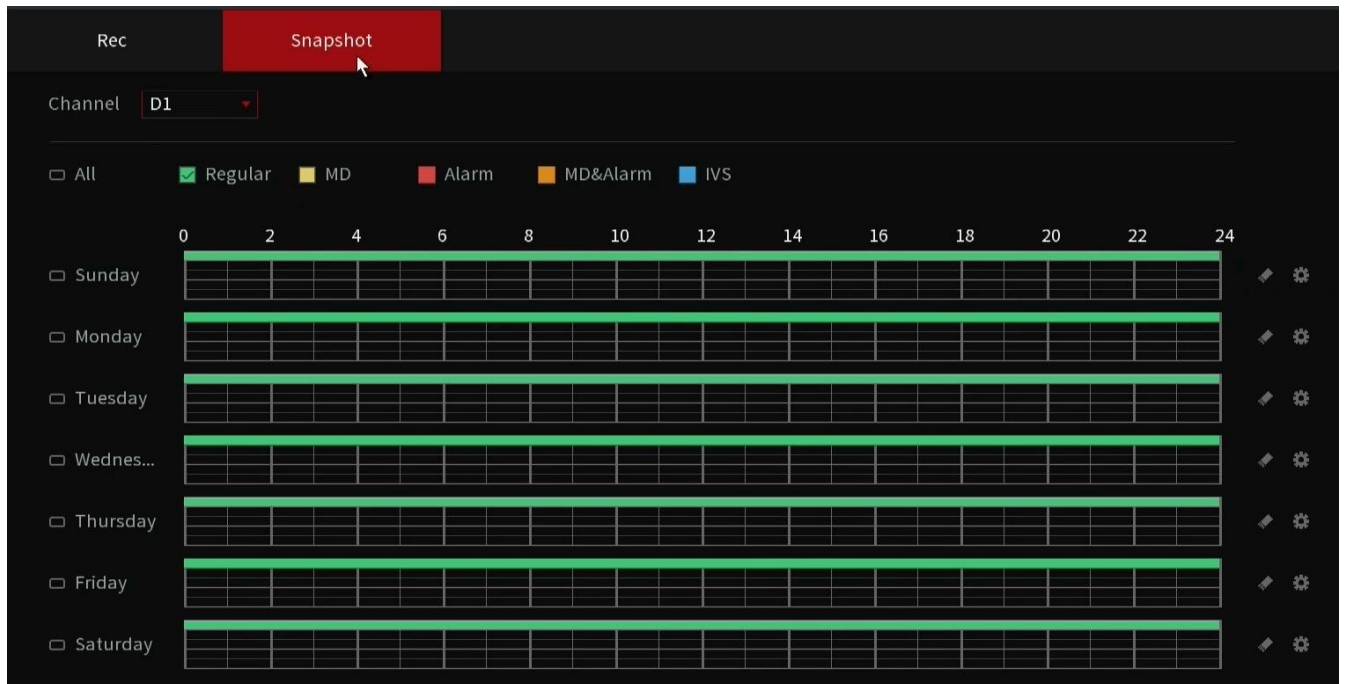 Rec Snapshot
Channel D1
All Regular MD Alarm MD&Alarm IVS
0 2 4 6 8 10 12 14 16 18 20 22 24
Sunday
Monday
Tuesday
Wednes...
Thursday
Friday
Saturday